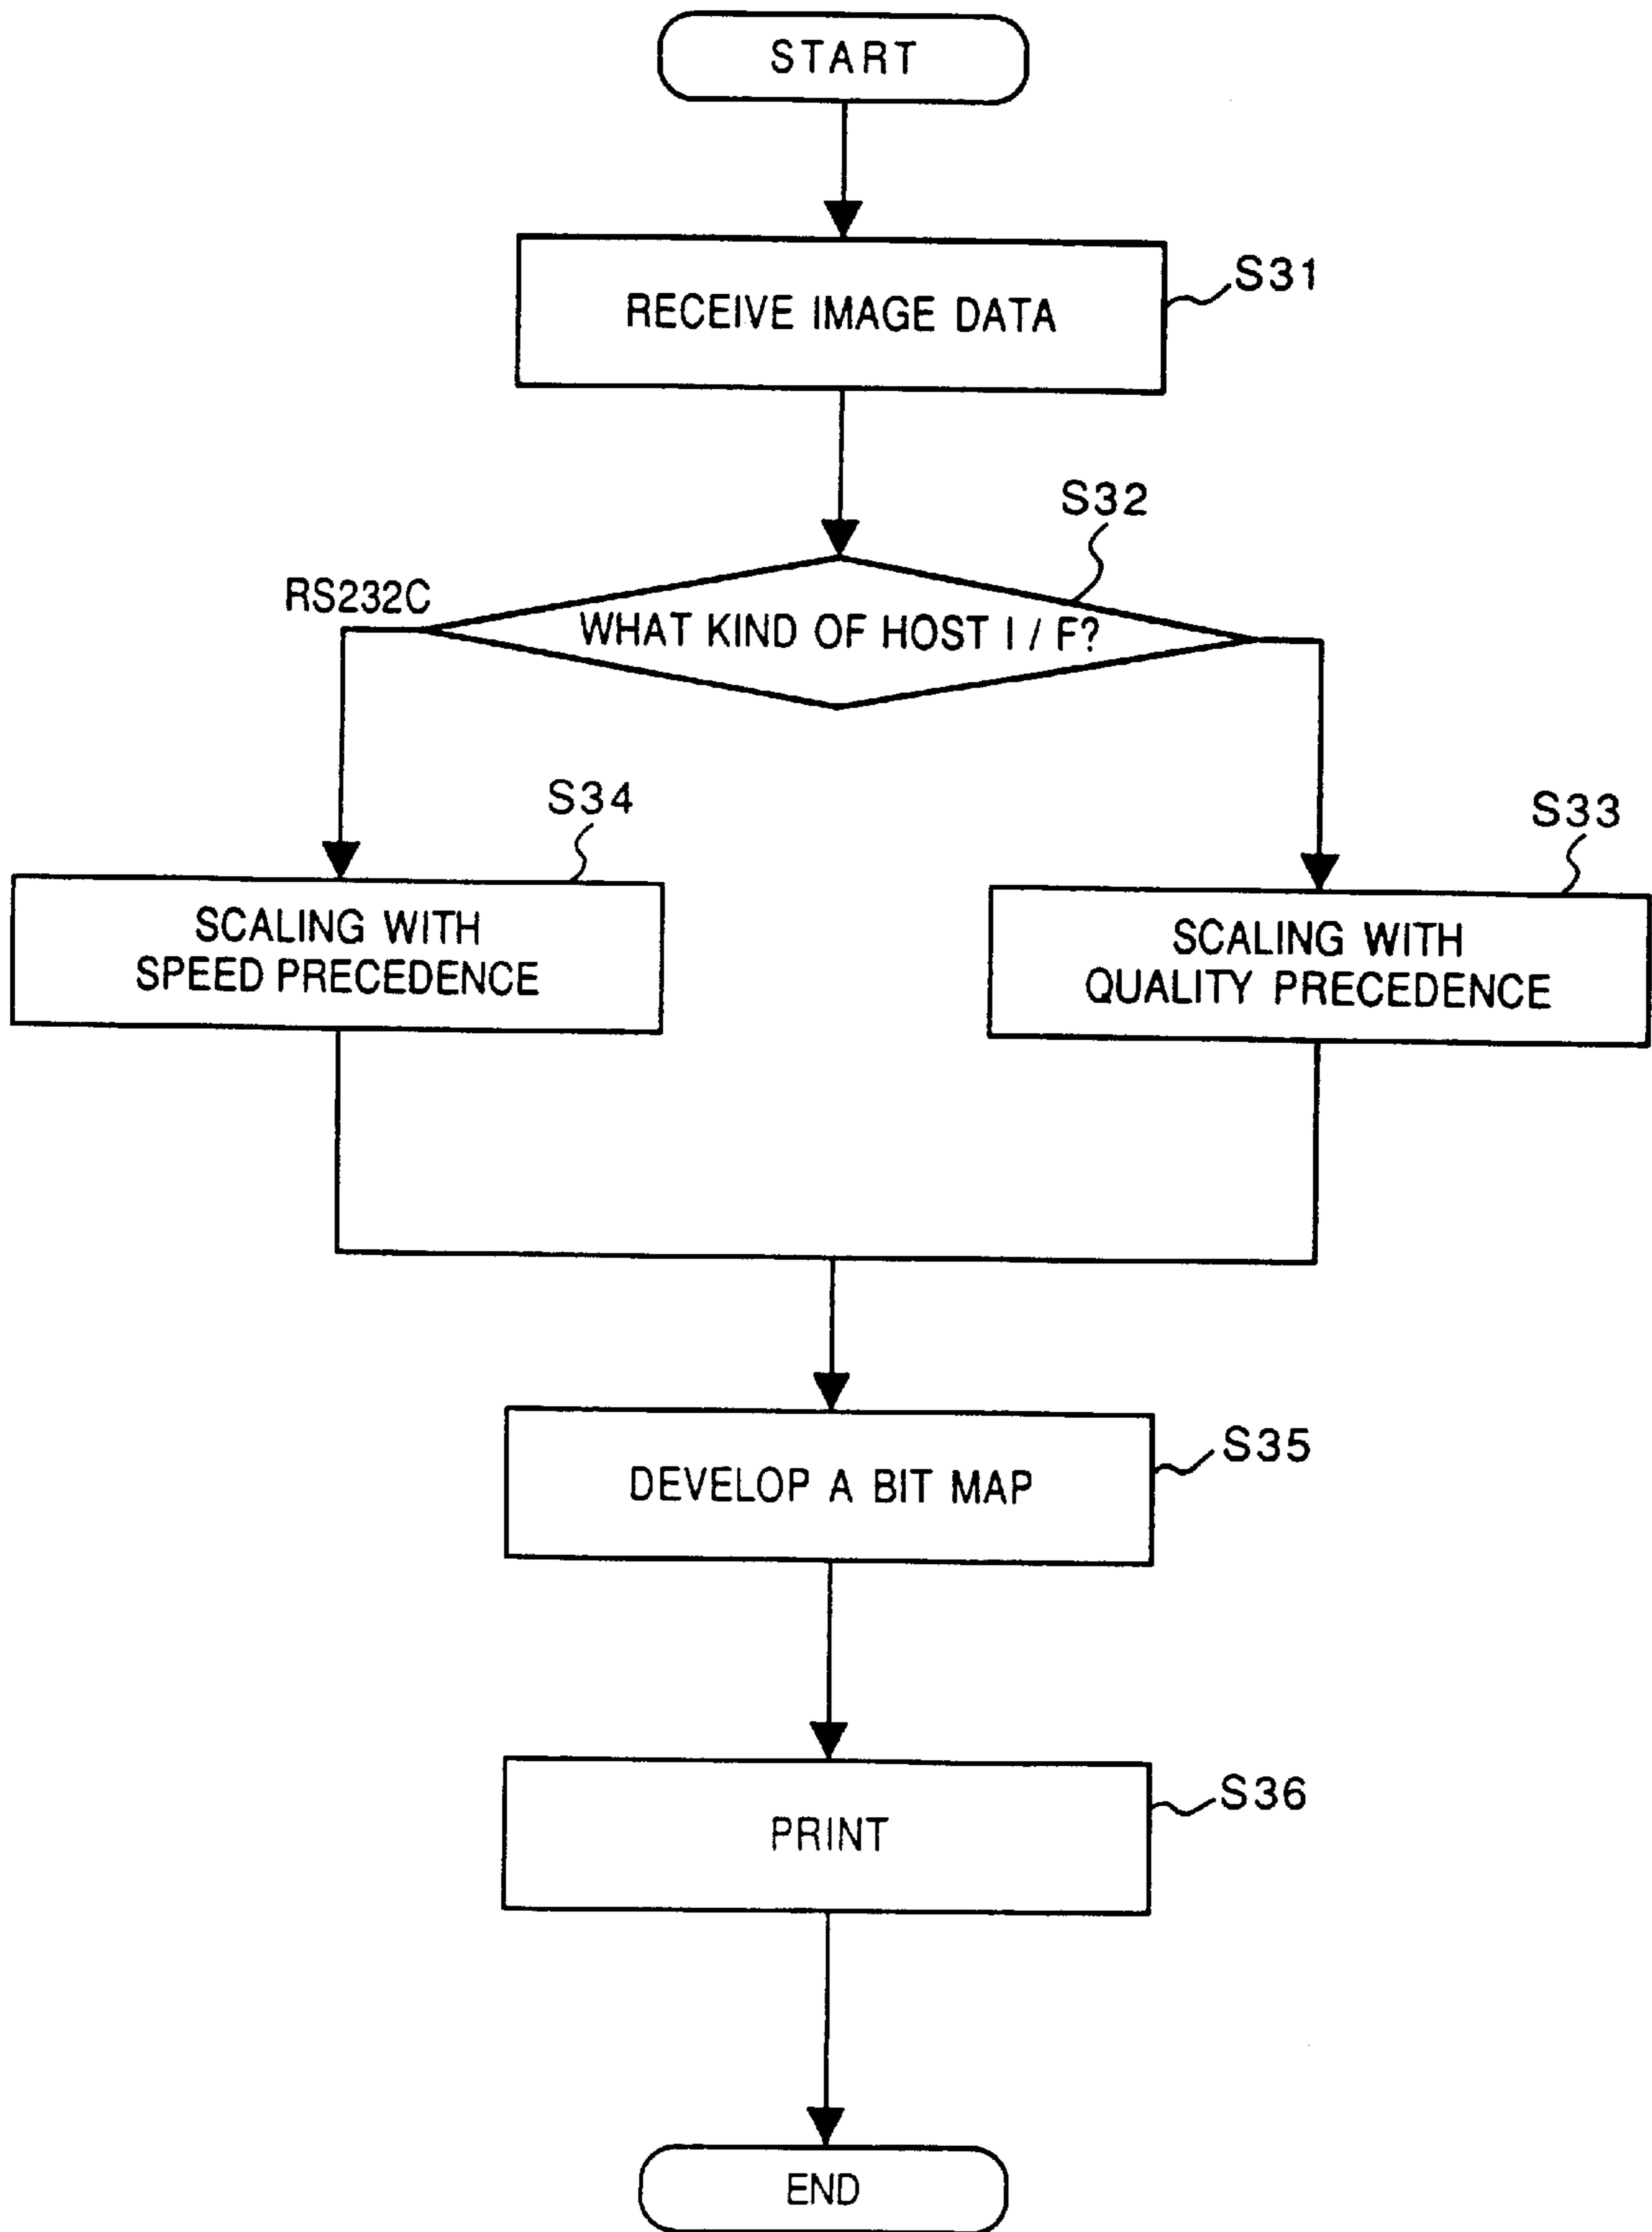 START
RECEIVE IMAGE DATA
S31
S32
RS232C
WHAT KIND OF HOST I / F?
S34
S33
SCALING WITH
SPEED PRECEDENCE
SCALING WITH
QUALITY PRECEDENCE
S35
DEVELOP A BIT MAP
S36
PRINT
END